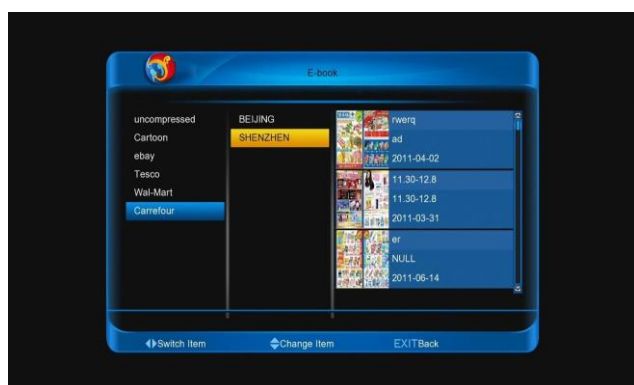 E-book
uncompressed
Cartoon
ebay
Tesco
Wal-Mart
Carrefour
BEIJING
SHENZHEN
rwerq
ad
2011-04-02
11.30-12.8
11.30-12.8
2011-03-31
er
NULL
2011-06-14
Switch Item
Change Item
EXITBack